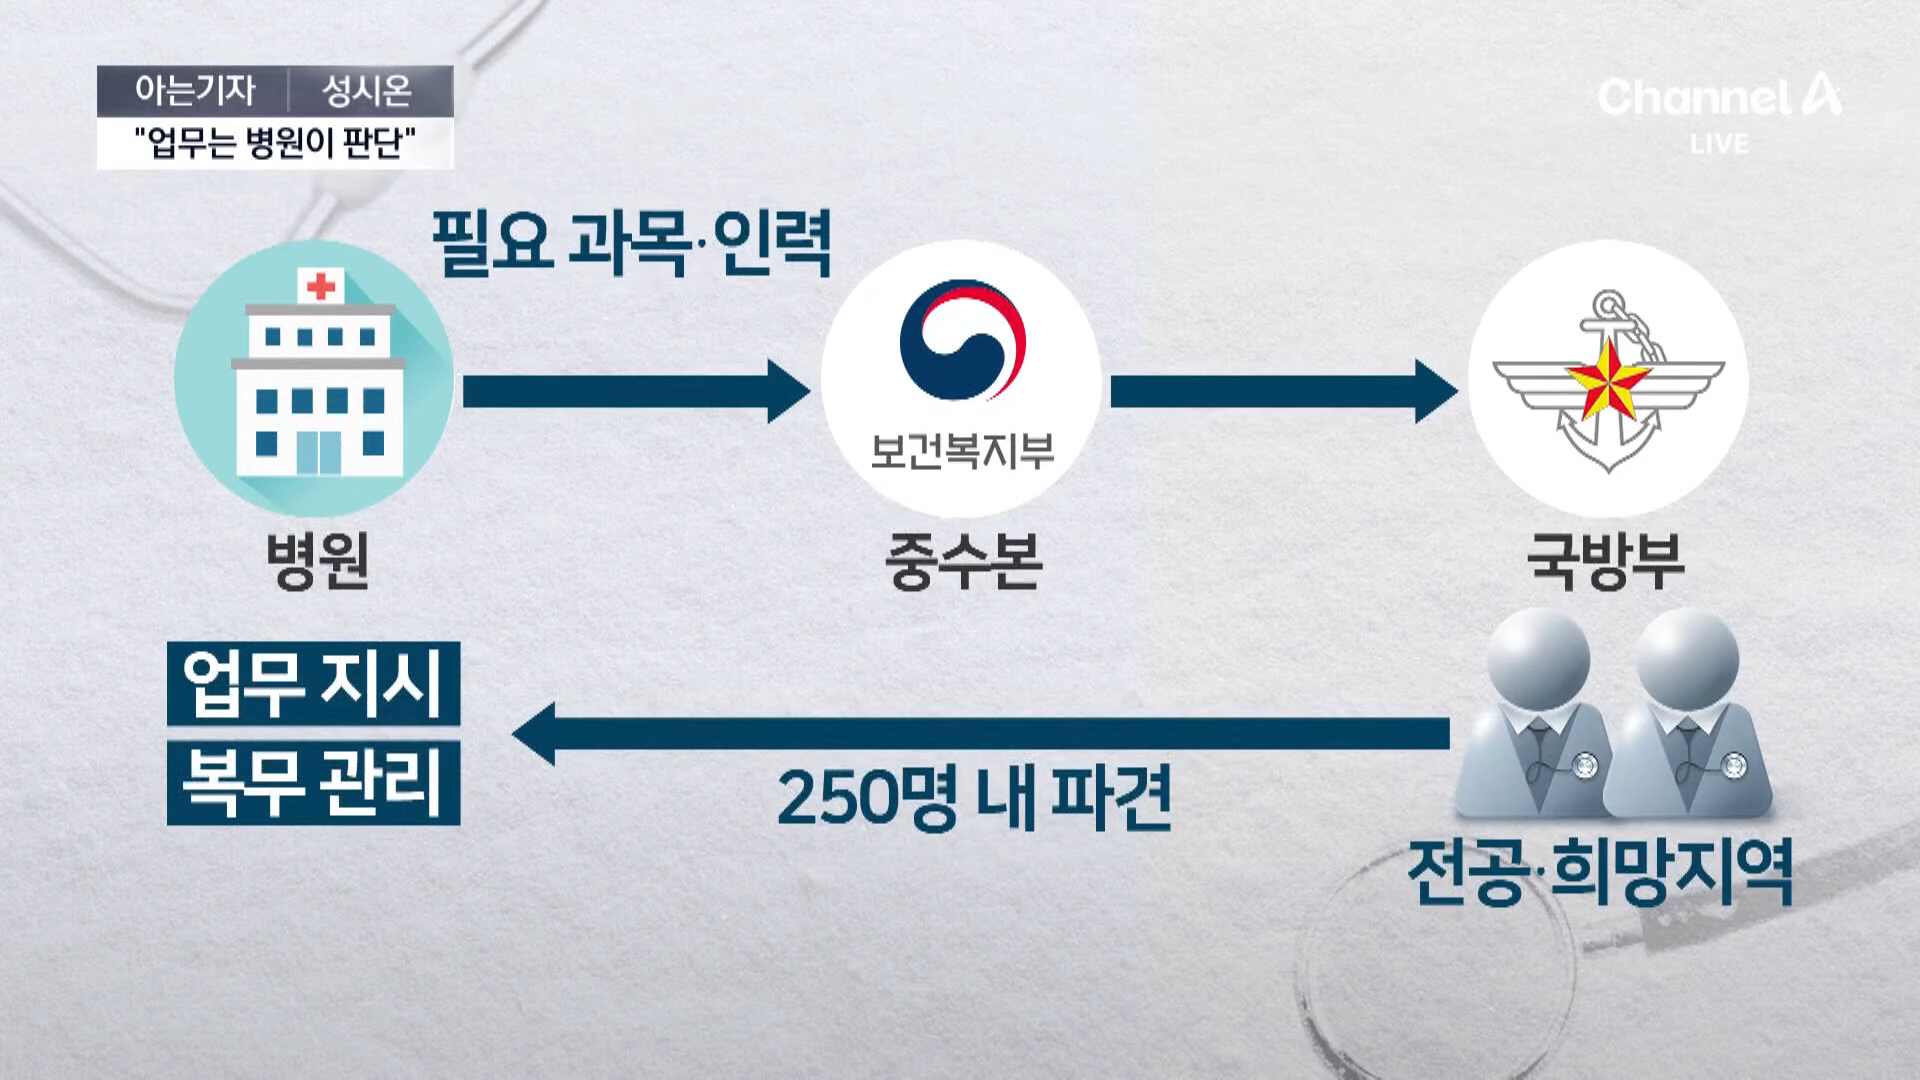 아는기자 성시온
"업무는 병원이 판단"
Channel A
LIVE
필요 과목·인력
보건복지부
병원
중수본
국방부
업무 지시
복무 관리
250명 내 파견
전공·희망지역